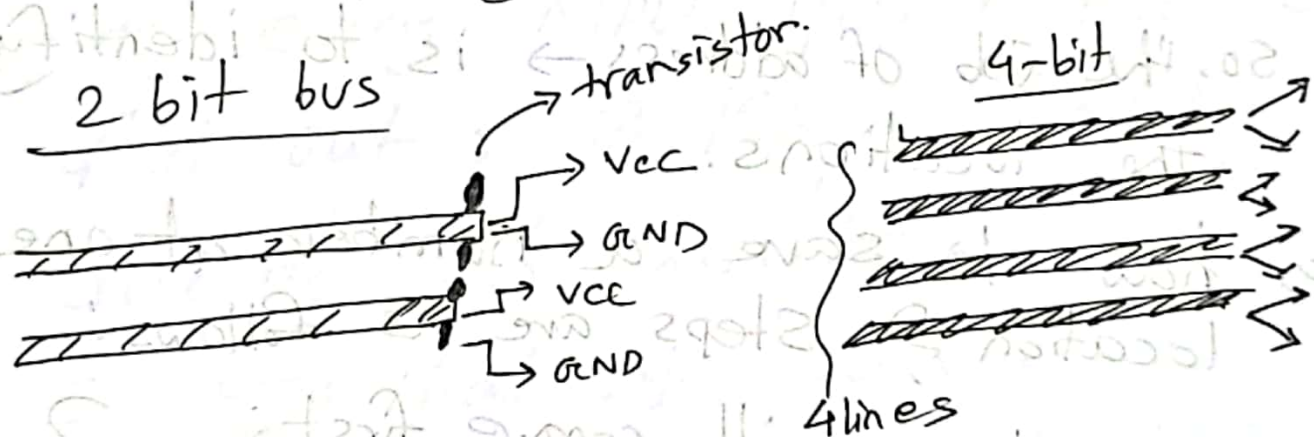 2 bit bus
transistor.
VCC
GND
VCC
GND
4-bit
4 lines